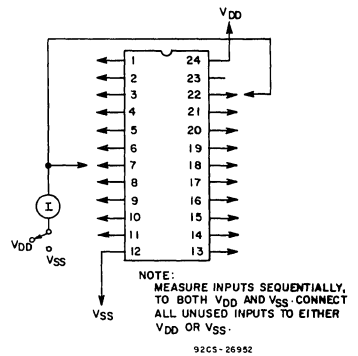 VDD
1 24
2 23
3 22
4 21
5 20
6 19
7 18
8 17
9 16
10 15
11 14
12 13
I
VDD
VSS
VSS
NOTE:
MEASURE INPUTS SEQUENTIALLY,
TO BOTH VDD AND VSS. CONNECT
ALL UNUSED INPUTS TO EITHER
VDD OR VSS.
92CS-26952